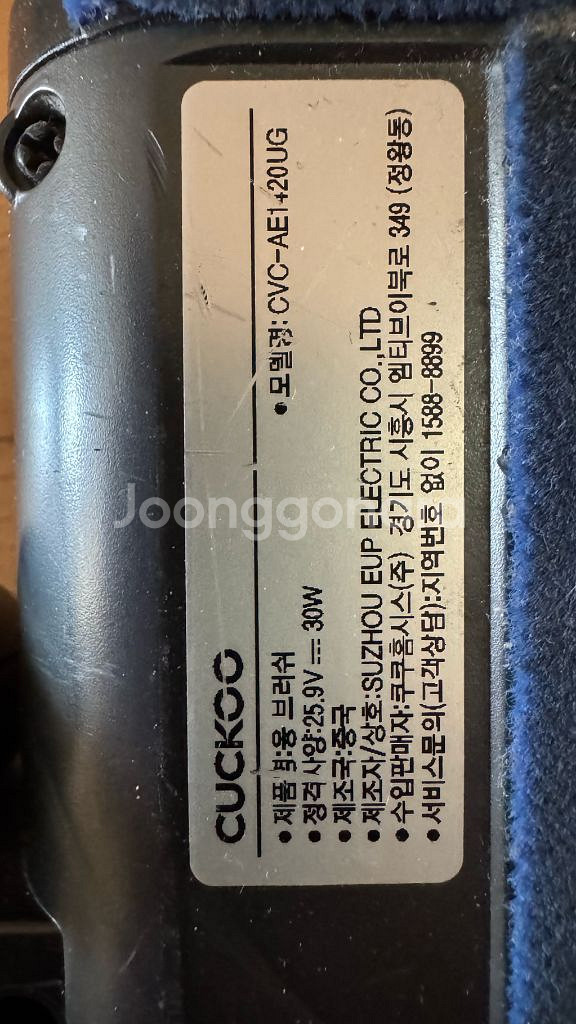 CUCKOO
• 제품 브러쉬 • 모델명: CVC-AE1420UG
• 정격 사양:25.9V ⎓ 30W
• 제조국:중국
• 제조자/상호:SUZHOU EUP ELECTRIC CO.,LTD
• 수입판매자:쿠쿠홈시스(주) 경기도 시흥시 엠티브이북로 349 (정왕동)
• 서비스문의(고객상담):지역번호 없이 1588-8899
Joonggonara